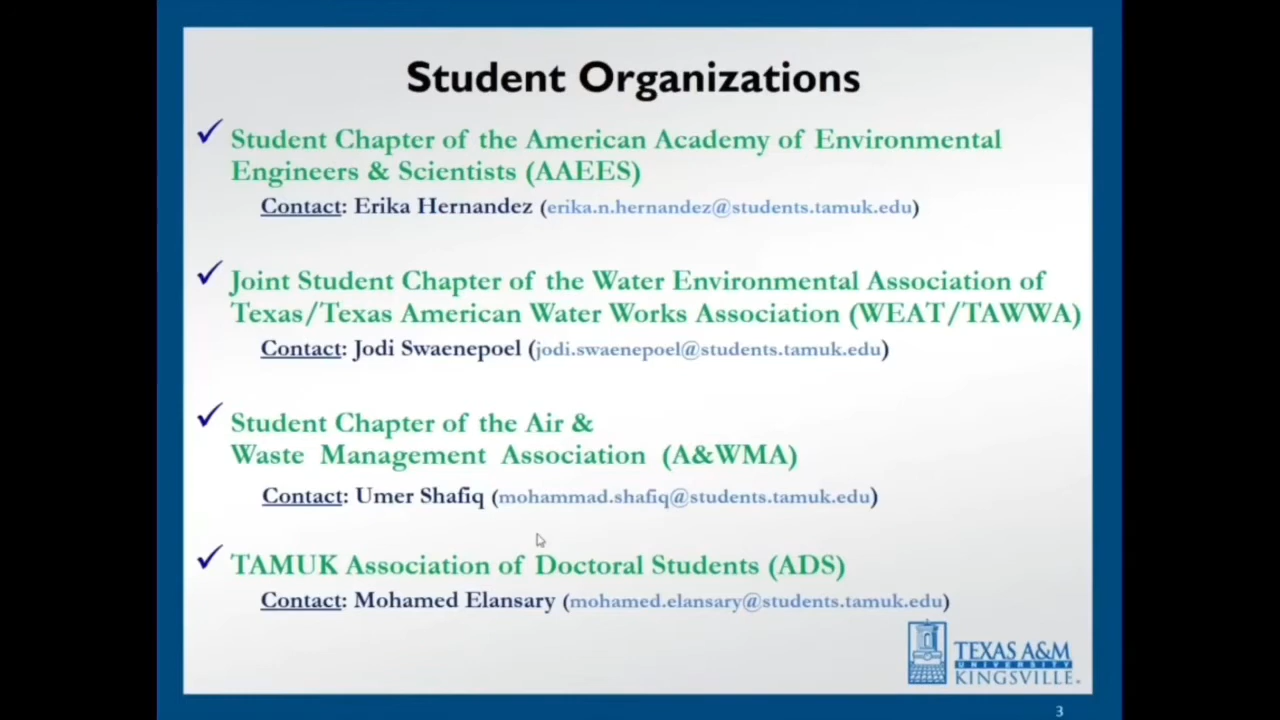 Student Organizations
✓ Student Chapter of the American Academy of Environmental
Engineers & Scientists (AAEES)
Contact: Erika Hernandez (erika.n.hernandez@students.tamuk.edu)
✓ Joint Student Chapter of the Water Environmental Association of
Texas/Texas American Water Works Association (WEAT/TAWWA)
Contact: Jodi Swaenepoel (jodi.swaenepoel@students.tamuk.edu)
✓ Student Chapter of the Air &
Waste Management Association (A&WMA)
Contact: Umer Shafiq (mohammad.shafiq@students.tamuk.edu)
✓ TAMUK Association of Doctoral Students (ADS)
Contact: Mohamed Elansary (mohamed.elansary@students.tamuk.edu)
TEXAS A&M
UNIVERSITY
KINGSVILLE
3